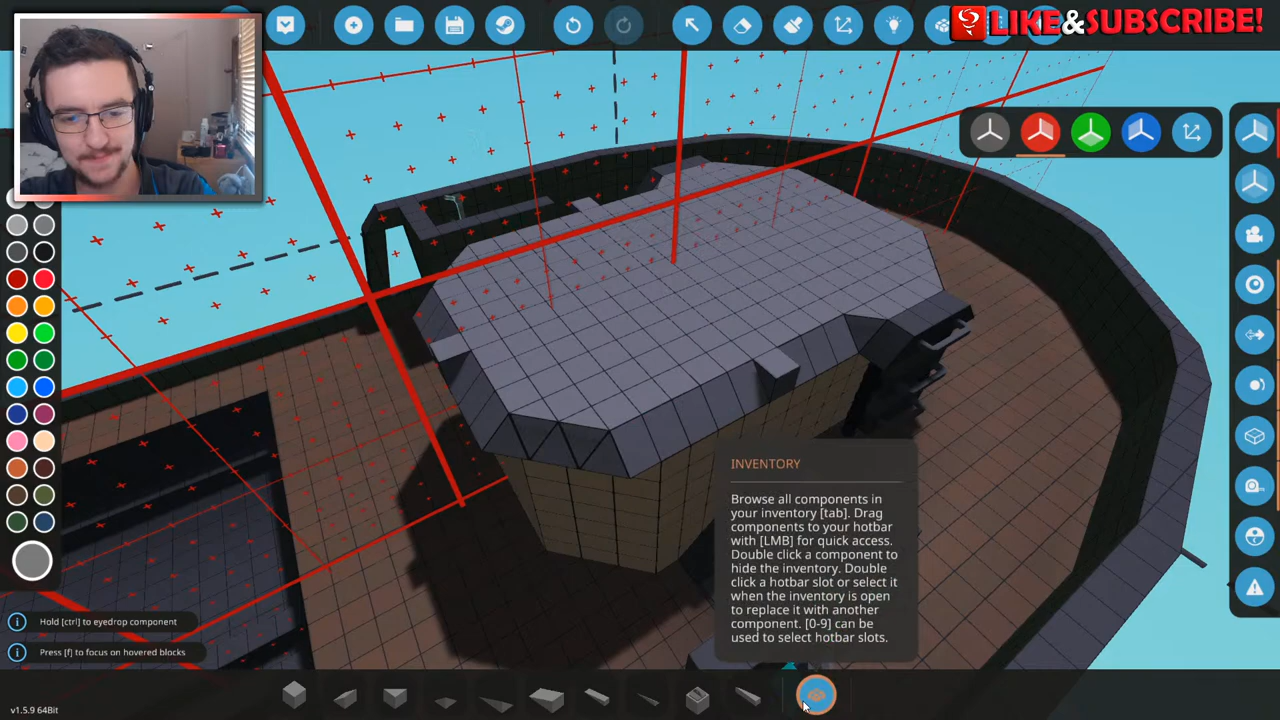 LIKE&SUBSCRIBE!
INVENTORY
Browse all components in
your inventory [tab]. Drag
components to your hotbar
with [LMB] for quick access.
Double click a component to
hide the inventory. Double
click a hotbar slot or select it
when the inventory is open
to replace it with another
component. [0-9] can be
used to select hotbar slots.
Hold [ctrl] to eyedrop component
Press [f] to focus on hovered blocks
v1.5.9 64Bit